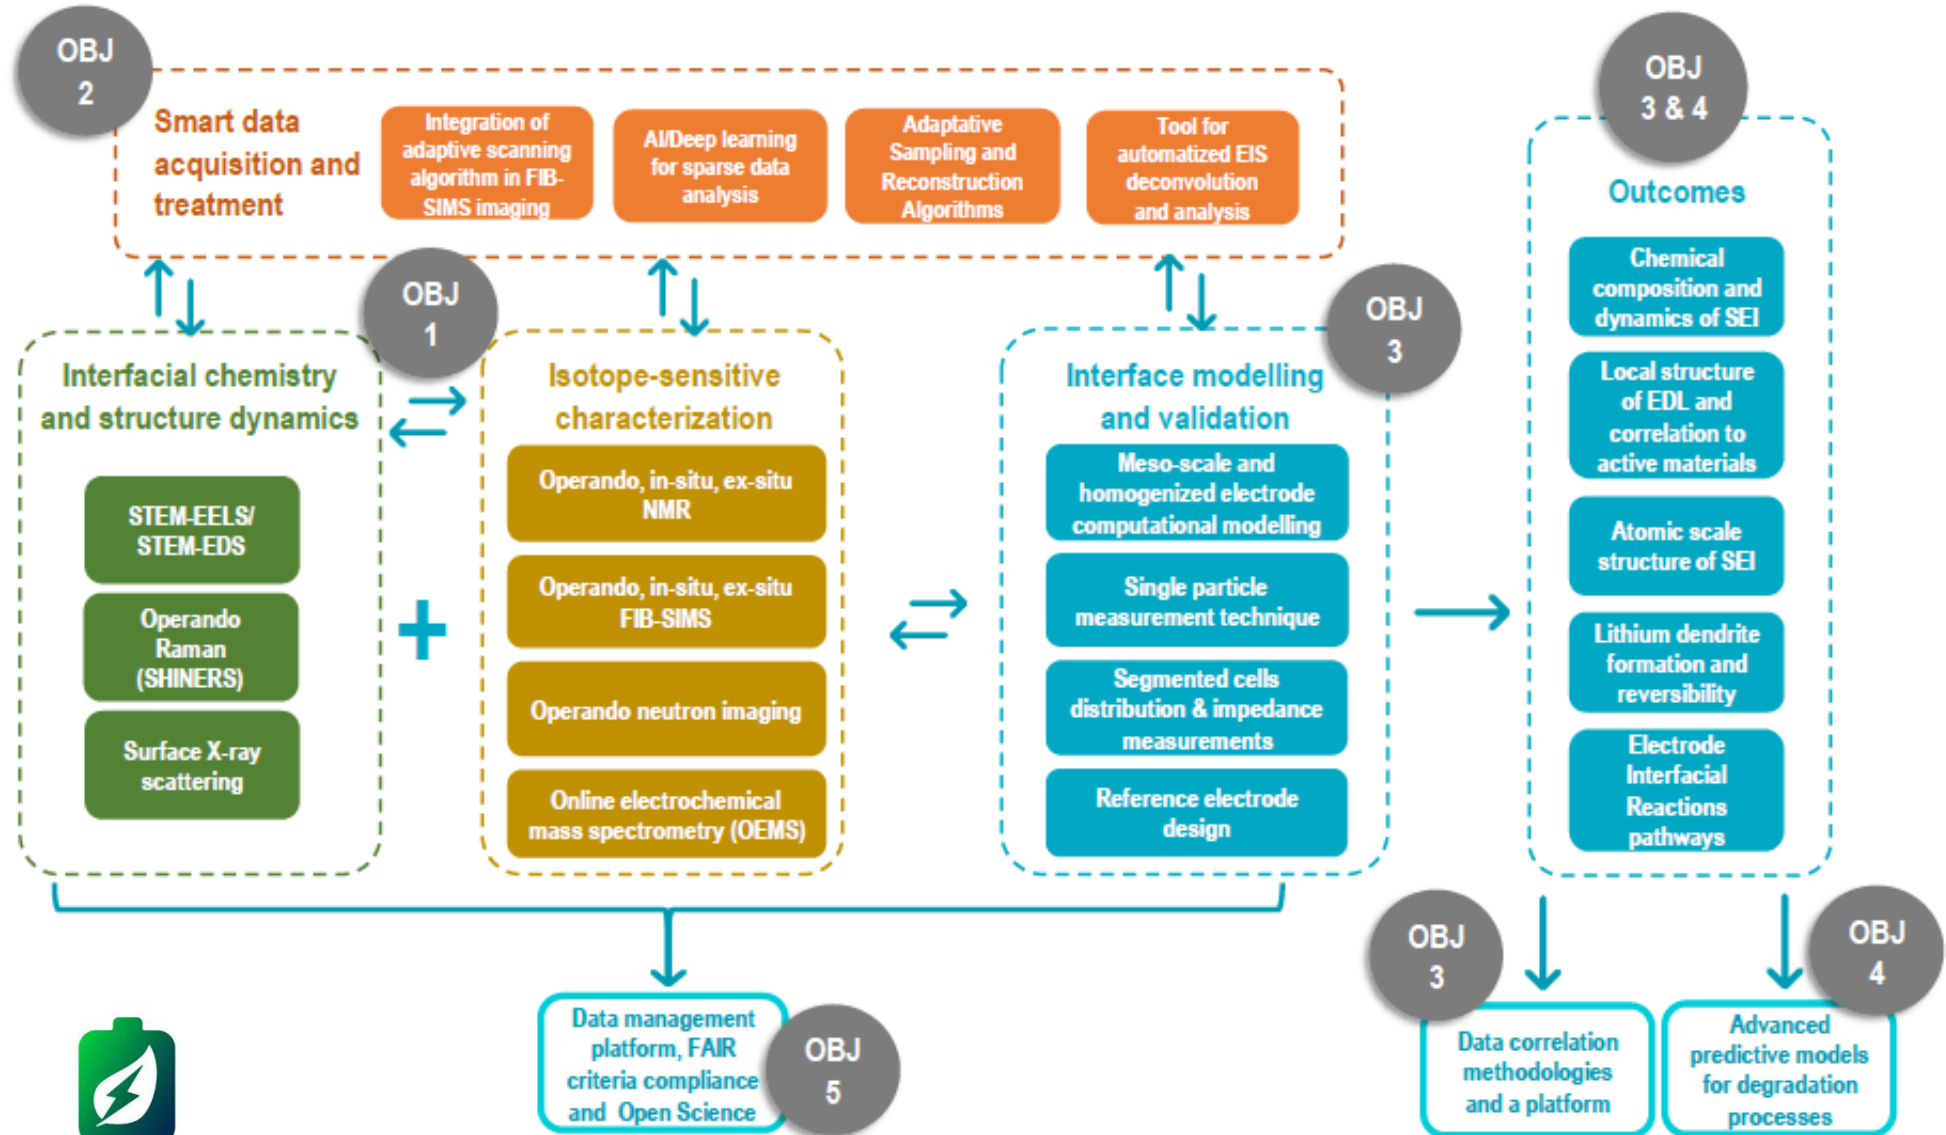 OBJ
2
Smart data
acquisition and
treatment
Integration of
adaptive scanning
algorithm in FIB-
SIMS imaging
AI/Deep learning
for sparse data
analysis
Adaptative
Sampling and
Reconstruction
Algorithms
Tool for
automatized EIS
deconvolution
and analysis
OBJ
1
Interfacial chemistry
and structure dynamics
STEM-EELS/
STEM-EDS
Operando
Raman
(SHINERS)
Surface X-ray
scattering
+
Isotope-sensitive
characterization
Operando, in-situ, ex-situ
NMR
Operando, in-situ, ex-situ
FIB-SIMS
Operando neutron imaging
Online electrochemical
mass spectrometry (OEMS)
OBJ
3
Interface modelling
and validation
Meso-scale and
homogenized electrode
computational modelling
Single particle
measurement technique
Segmented cells
distribution & impedance
measurements
Reference electrode
design
OBJ
3 & 4
Outcomes
Chemical
composition and
dynamics of SEI
Local structure
of EDL and
correlation to
active materials
Atomic scale
structure of SEI
Lithium dendrite
formation and
reversibility
Electrode
Interfacial
Reactions
pathways
Data management
platform, FAIR
criteria compliance
and Open Science
OBJ
5
OBJ
3
Data correlation
methodologies
and a platform
OBJ
4
Advanced
predictive models
for degradation
processes